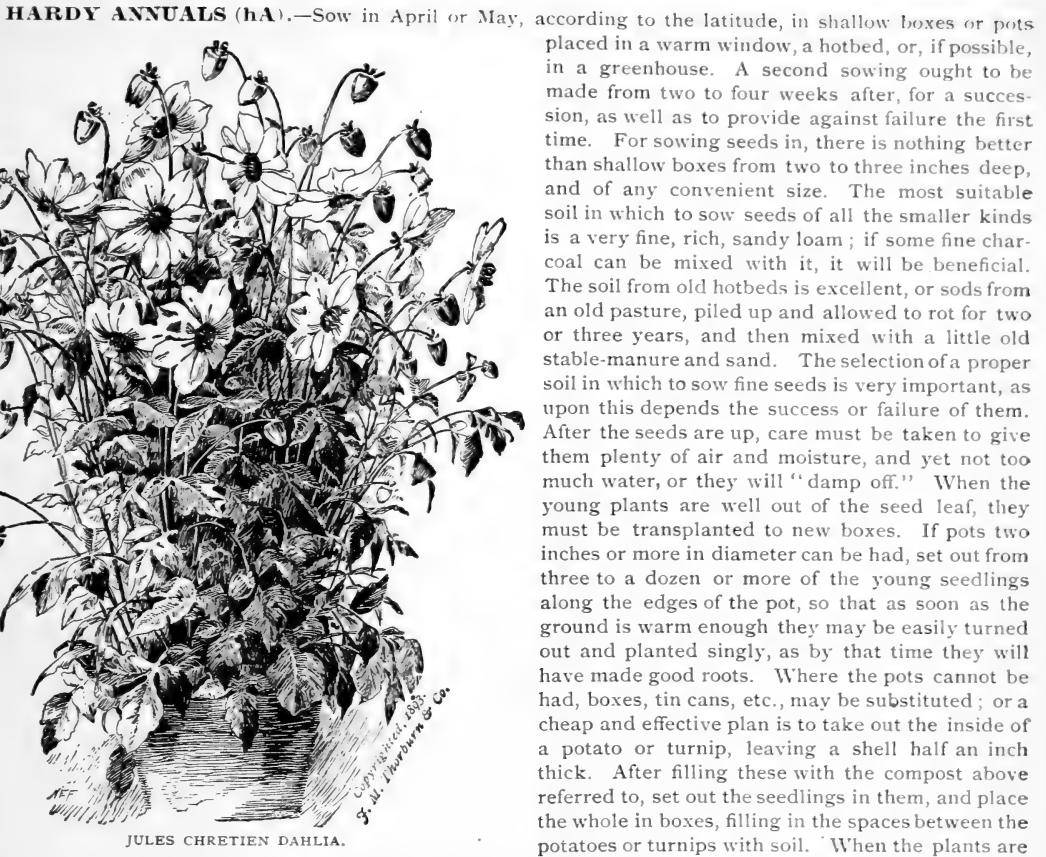 HARDY ANNUALS (hA).—Sow in April or May, according to the latitude, in shallow boxes or pots
placed in a warm window, a hotbed, or, if possible,
in a greenhouse. A second sowing ought to be
made from two to four weeks after, for a succes-
sion, as well as to provide against failure the first
time. For sowing seeds in, there is nothing better
than shallow boxes from two to three inches deep,
and of any convenient size. The most suitable
soil in which to sow seeds of all the smaller kinds
is a very fine, rich, sandy loam ; if some fine char-
coal can be mixed with it, it will be beneficial.
The soil from old hotbeds is excellent, or sods from
an old pasture, piled up and allowed to rot for two
or three years, and then mixed with a little old
stable-manure and sand. The selection of a proper
soil in which to sow fine seeds is very important, as
upon this depends the success or failure of them.
After the seeds are up, care must be taken to give
them plenty of air and moisture, and yet not too
much water, or they will "damp off." When the
young plants are well out of the seed leaf, they
must be transplanted to new boxes. If pots two
inches or more in diameter can be had, set out from
three to a dozen or more of the young seedlings
along the edges of the pot, so that as soon as the
ground is warm enough they may be easily turned
out and planted singly, as by that time they will
have made good roots. Where the pots cannot be
had, boxes, tin cans, etc., may be substituted ; or a
cheap and effective plan is to take out the inside of
a potato or turnip, leaving a shell half an inch
thick. After filling these with the compost above
referred to, set out the seedlings in them, and place
the whole in boxes, filling in the spaces between the
potatoes or turnips with soil. When the plants are
Copyrighted 1893.
J. M. Thorburn & Co.
AEF
JULES CHRETIEN DAHLIA.